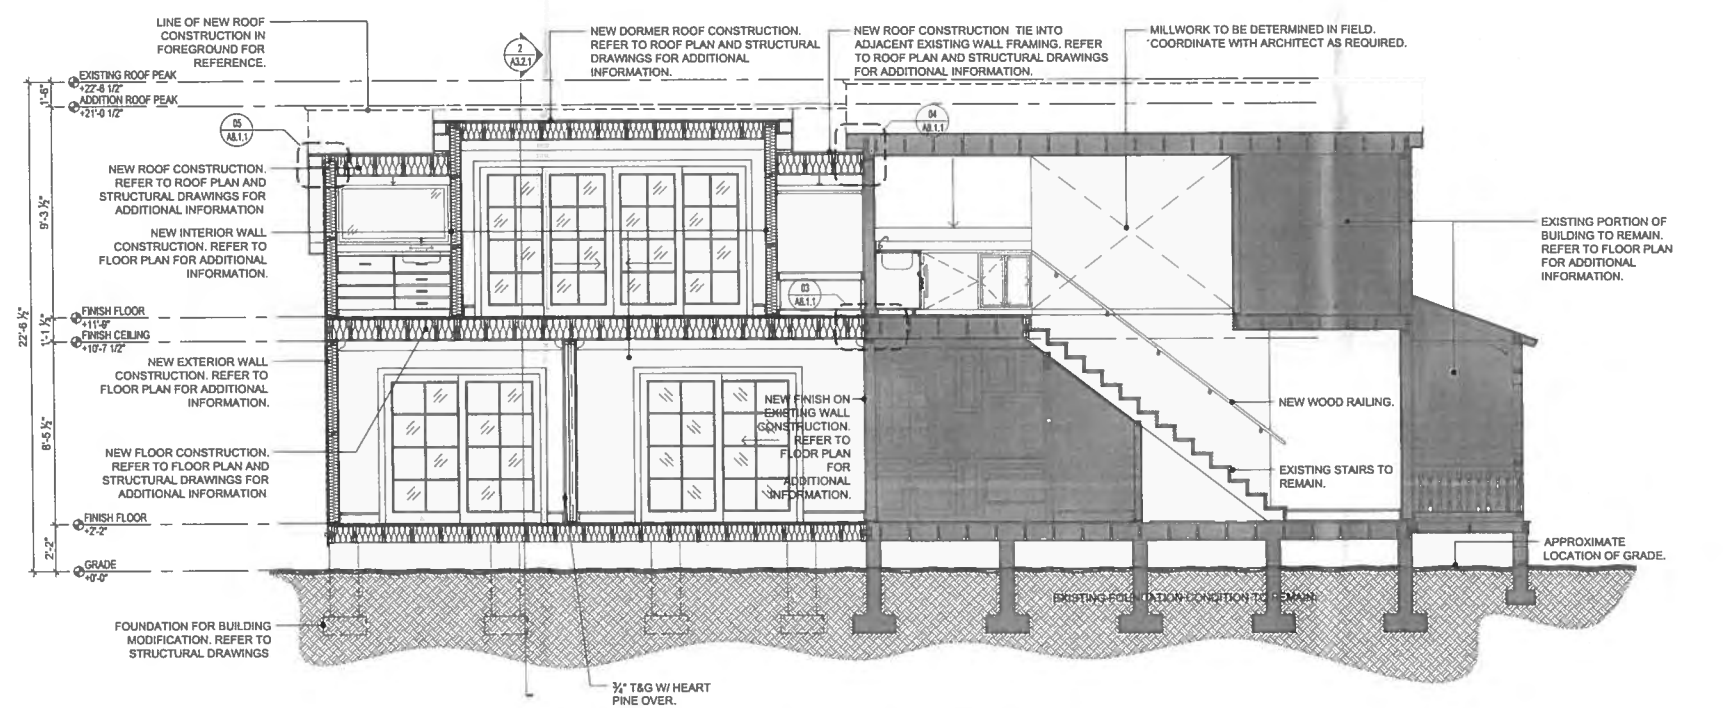 LINE OF NEW ROOF
CONSTRUCTION IN
FOREGROUND FOR
REFERENCE.
2
A3.2.1
NEW DORMER ROOF CONSTRUCTION.
REFER TO ROOF PLAN AND STRUCTURAL
DRAWINGS FOR ADDITIONAL
INFORMATION.
NEW ROOF CONSTRUCTION TIE INTO
ADJACENT EXISTING WALL FRAMING. REFER
TO ROOF PLAN AND STRUCTURAL DRAWINGS
FOR ADDITIONAL INFORMATION.
MILLWORK TO BE DETERMINED IN FIELD.
COORDINATE WITH ARCHITECT AS REQUIRED.
EXISTING ROOF PEAK
+22'-6 1/2"
1'-6"
ADDITION ROOF PEAK
+21'-0 1/2"
05
A8.1.1
04
A8.1.1
NEW ROOF CONSTRUCTION.
REFER TO ROOF PLAN AND
STRUCTURAL DRAWINGS FOR
ADDITIONAL INFORMATION
9'-3 ½"
NEW INTERIOR WALL
CONSTRUCTION. REFER TO
FLOOR PLAN FOR ADDITIONAL
INFORMATION.
EXISTING PORTION OF
BUILDING TO REMAIN.
REFER TO FLOOR PLAN
FOR ADDITIONAL
INFORMATION.
03
A8.1.1
22'-6 ½"
FINISH FLOOR
+11'-9"
1'-1 ½"
FINISH CEILING
+10'-7 1/2"
NEW EXTERIOR WALL
CONSTRUCTION. REFER TO
FLOOR PLAN FOR ADDITIONAL
INFORMATION.
8'-5 ½"
NEW FINISH ON
EXISTING WALL
CONSTRUCTION.
REFER TO
FLOOR PLAN
FOR
ADDITIONAL
INFORMATION.
NEW WOOD RAILING.
NEW FLOOR CONSTRUCTION.
REFER TO FLOOR PLAN AND
STRUCTURAL DRAWINGS FOR
ADDITIONAL INFORMATION
EXISTING STAIRS TO
REMAIN.
FINISH FLOOR
+2'-2"
2'-2"
GRADE
+0'-0"
APPROXIMATE
LOCATION OF GRADE.
EXISTING FOUNDATION CONDITION TO REMAIN.
FOUNDATION FOR BUILDING
MODIFICATION. REFER TO
STRUCTURAL DRAWINGS
¾" T&G W/ HEART
PINE OVER.